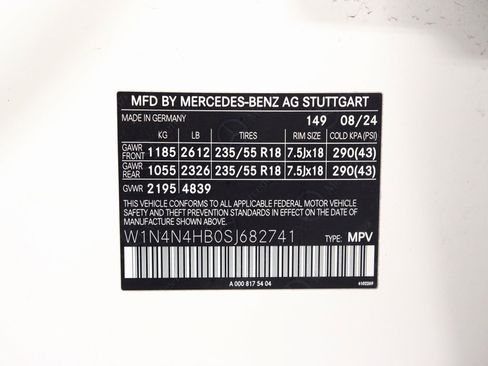 MFD BY MERCEDES-BENZ AG STUTTGART
MADE IN GERMANY 149 08/24
KG LB TIRES RIM SIZE COLD KPA (PSI)
GAWR FRONT 1185 2612 235/55 R18 7.5Jx18 290(43)
GAWR REAR 1055 2326 235/55 R18 7.5Jx18 290(43)
GVWR 2195 4839
THIS VEHICLE CONFORMS TO ALL APPLICABLE FEDERAL MOTOR VEHICLE
SAFETY STANDARDS IN EFFECT ON THE DATE OF MANUFACTURE
SHOWN ABOVE.
W1N4N4HB0SJ682741 TYPE: MPV
A 000 817 54 04